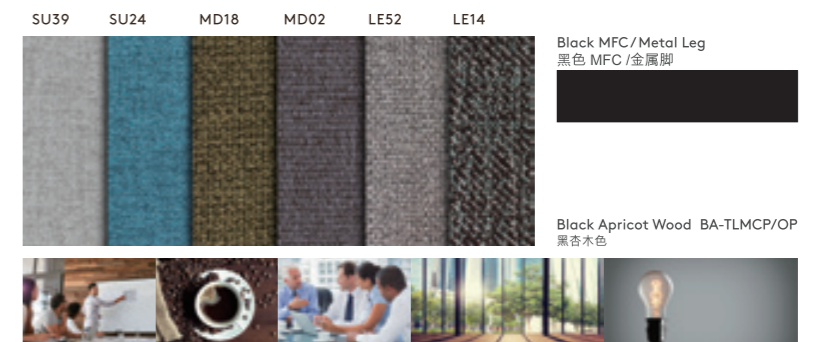 SU39 SU24 MD18 MD02 LE52 LE14
Black MFC/Metal Leg
黑色 MFC /金属脚
Black Apricot Wood BA-TLMCP/OP
黑杏木色